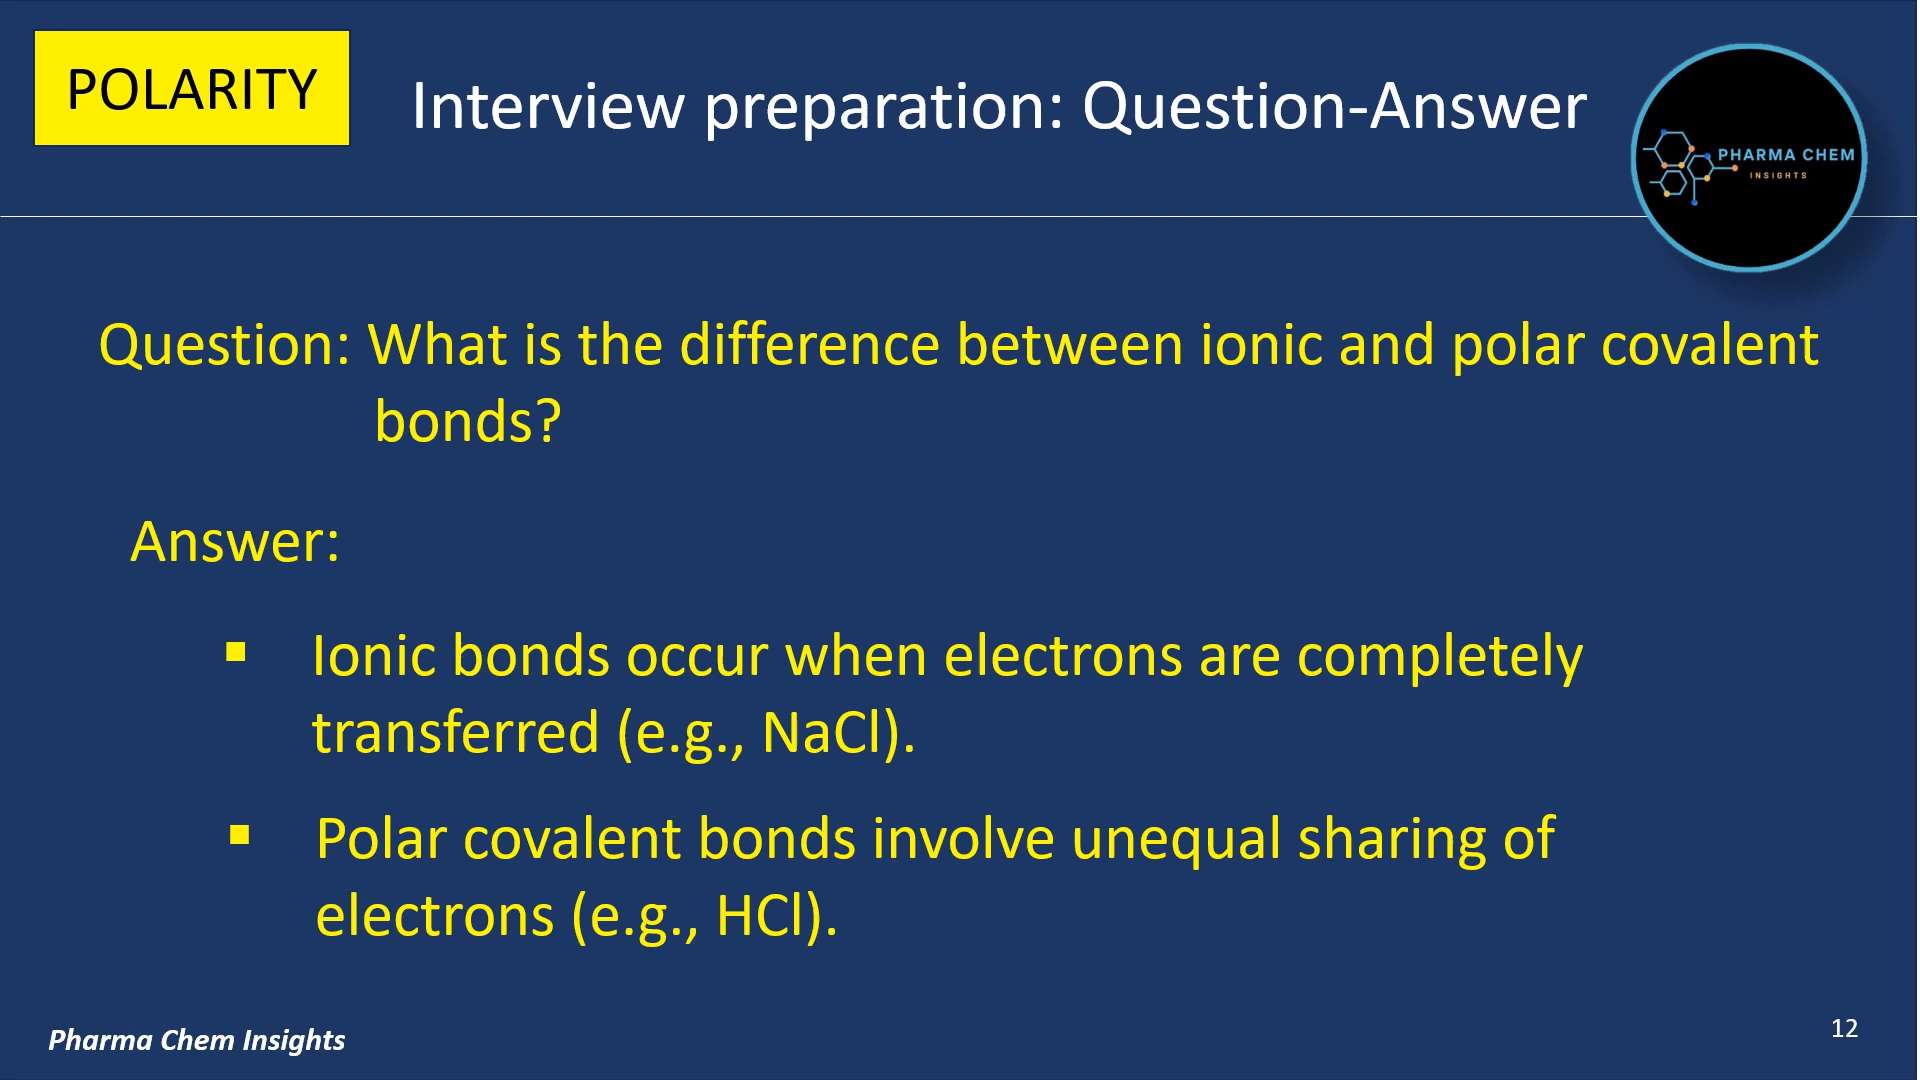 POLARITY
Interview preparation: Question-Answer
PHARMA CHEM
INSIGHTS
Question: What is the difference between ionic and polar covalent
bonds?
Answer:
▪ Ionic bonds occur when electrons are completely
transferred (e.g., NaCl).
▪ Polar covalent bonds involve unequal sharing of
electrons (e.g., HCl).
Pharma Chem Insights
12